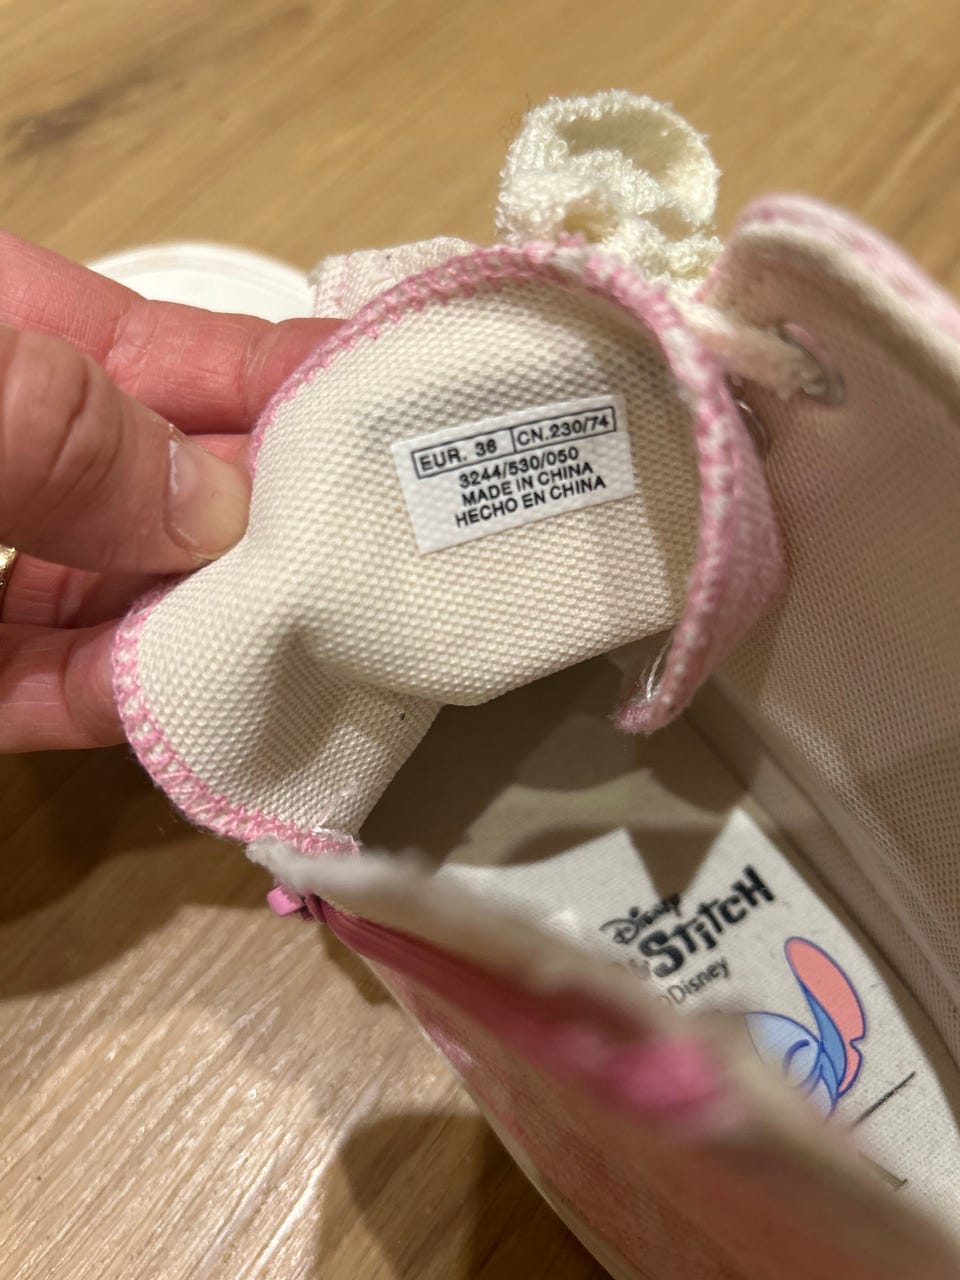 EUR. 36 CN.230/74
3244/530/050
MADE IN CHINA
HECHO EN CHINA
Disney
& STITCH
©Disney